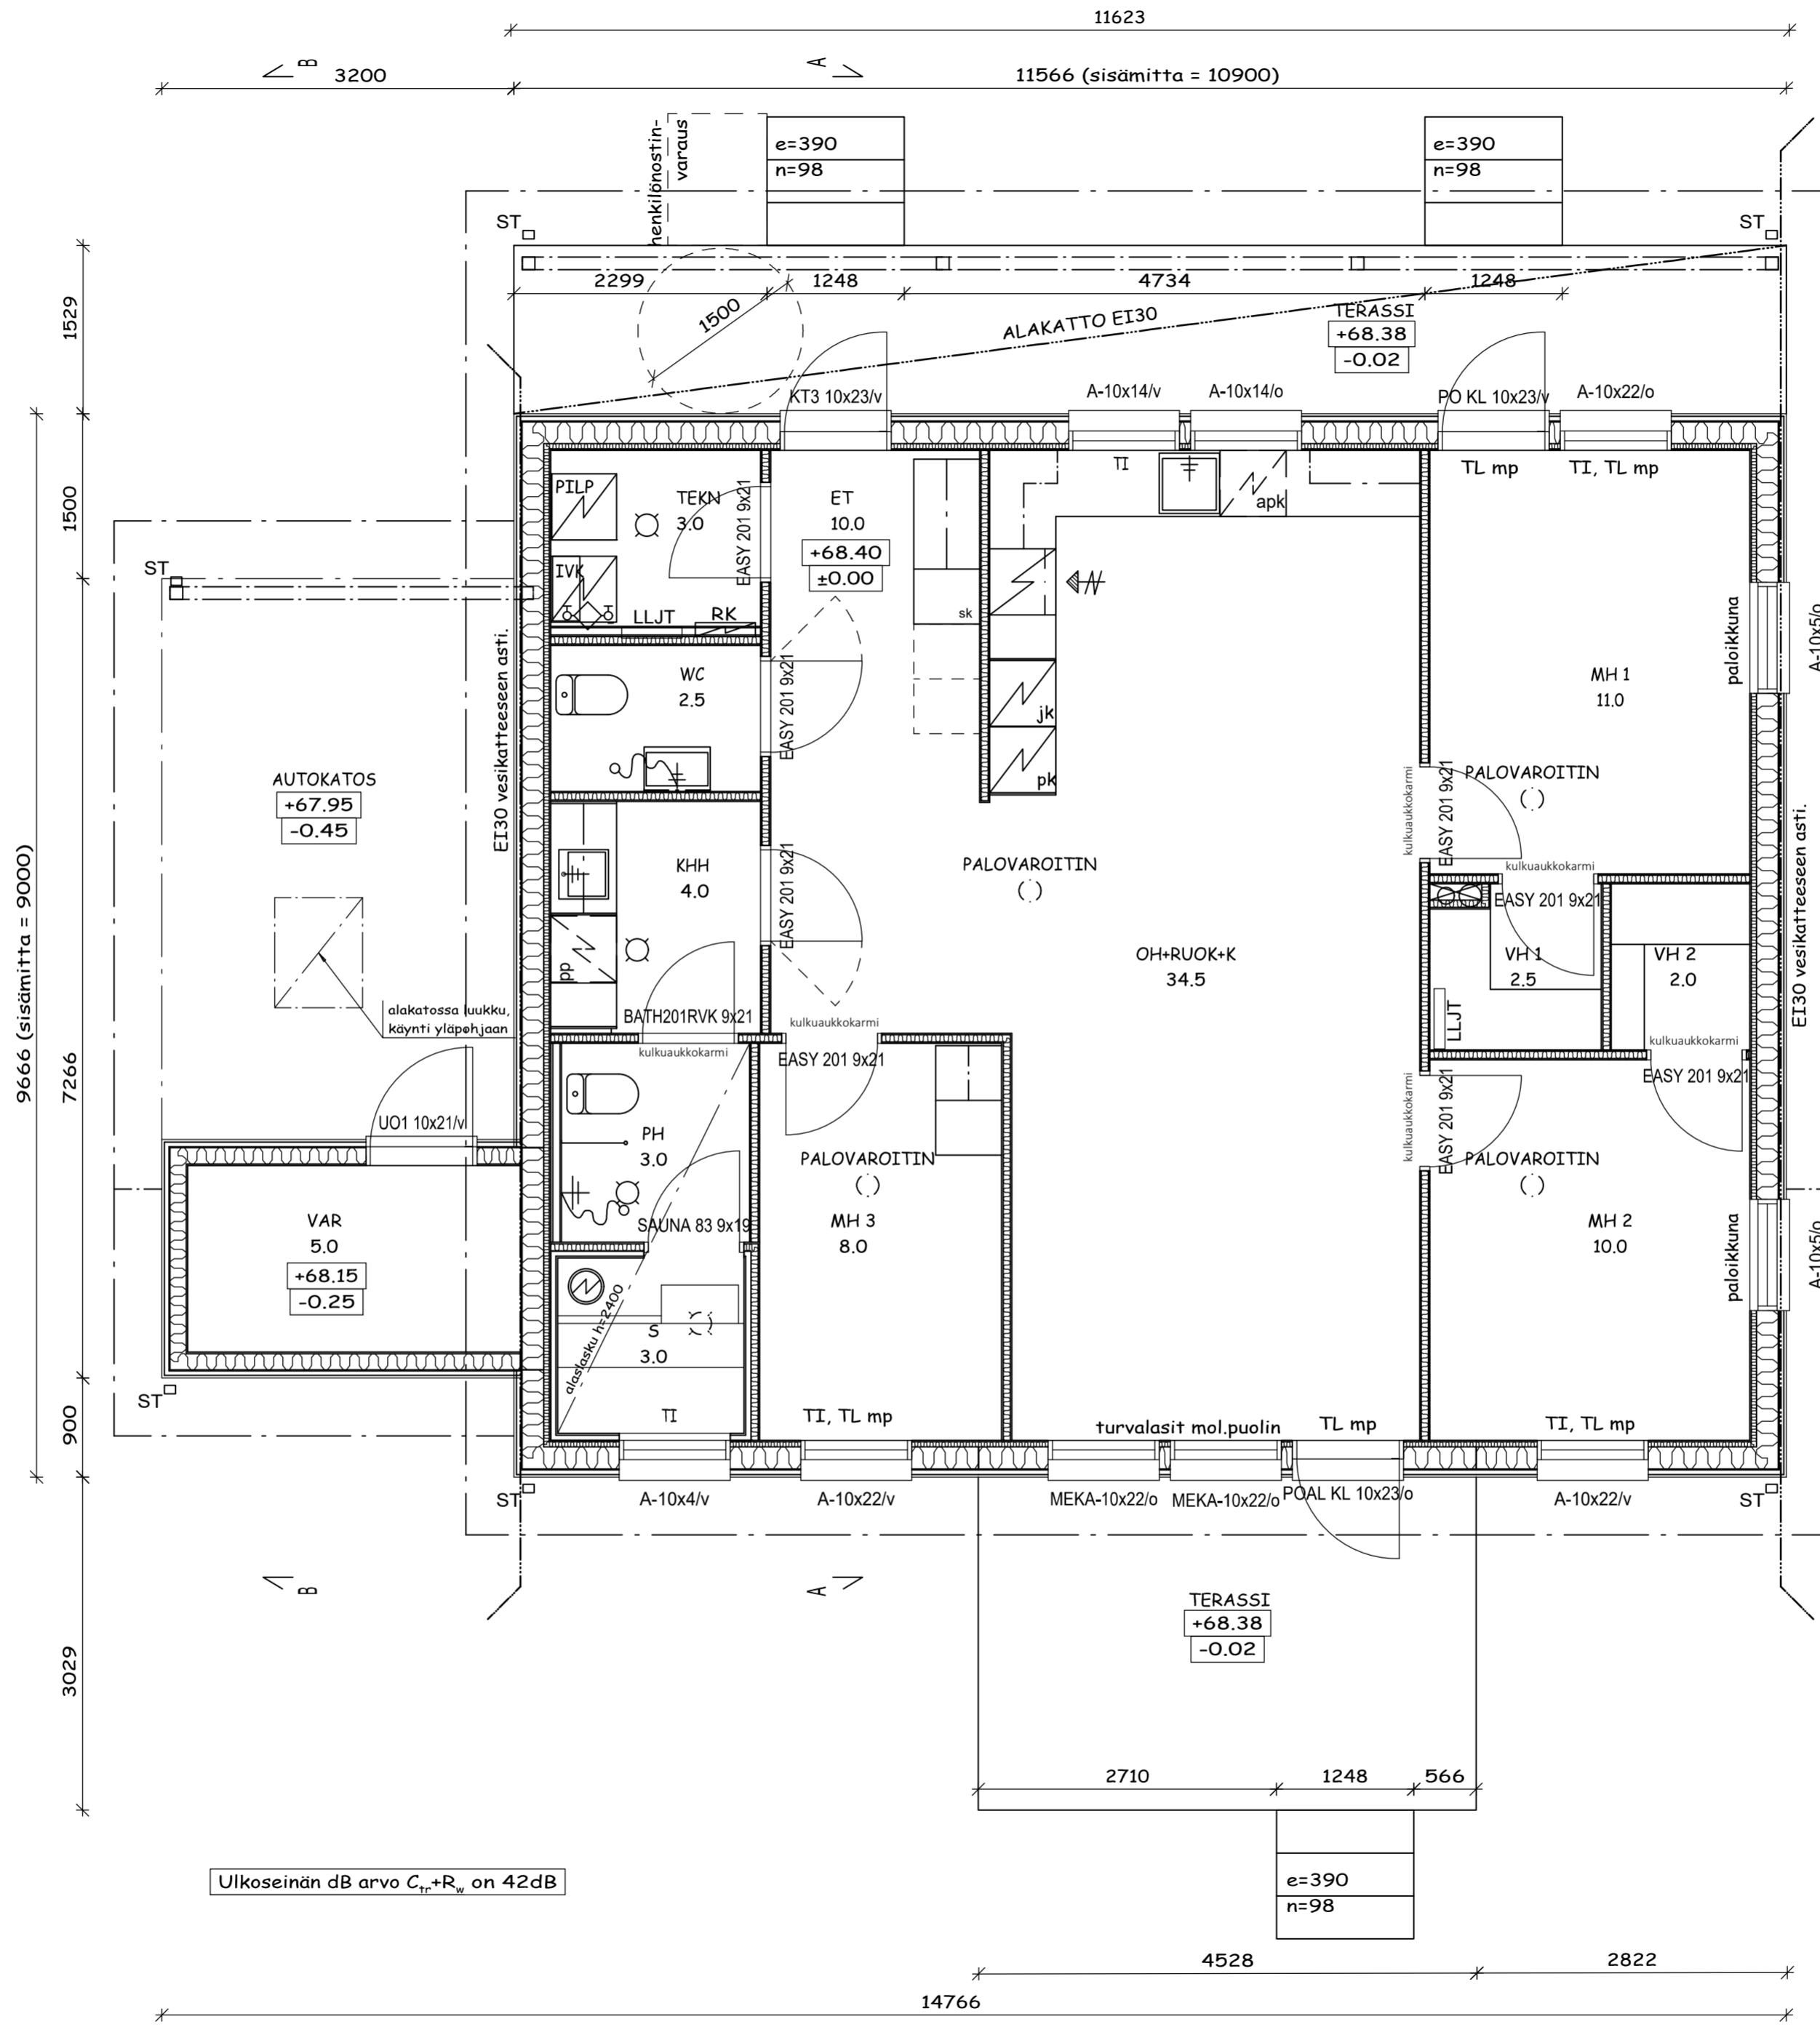 11623
B
3200
A
11566 (sisämitta = 10900)
henkilönostin-
varaus
e=390
n=98
e=390
n=98
ST
ST
2299
1248
4734
1248
1529
1500
ALAKATTO EI30
TERASSI
+68.38
-0.02
KT3 10x23/v
A-10x14/v
A-10x14/o
PO KL 10x23/v
A-10x22/o
TI
TL mp
TI, TL mp
PILP
TEKN
3.0
EASY 201 9x21
ET
10.0
+68.40
±0.00
apk
1500
ST
IVK
LLJT
RK
sk
EI30 vesikatteeseen asti.
WC
2.5
EASY 201 9x21
jk
pk
MH 1
11.0
paloikkuna
A-10x5/o
AUTOKATOS
+67.95
-0.45
PALOVAROITIN
kulkuaukkokarmi
EASY 201 9x21
9666 (sisämitta = 9000)
KHH
4.0
EASY 201 9x21
PALOVAROITIN
kulkuaukkokarmi
EASY 201 9x21
EI30 vesikatteeseen asti.
pp
OH+RUOK+K
34.5
VH 1
2.5
VH 2
2.0
LLJT
alakatossa luukku,
käynti yläpohjaan
BATH201RVK 9x21
kulkuaukkokarmi
kulkuaukkokarmi
EASY 201 9x21
kulkuaukkokarmi
EASY 201 9x21
7266
UO1 10x21/v
PH
3.0
PALOVAROITIN
kulkuaukkokarmi
EASY 201 9x21
PALOVAROITIN
VAR
5.0
+68.15
-0.25
SAUNA 83 9x19
MH 3
8.0
MH 2
10.0
paloikkuna
A-10x5/o
S
3.0
alaslasku h=2400
ST
900
TI
TI, TL mp
turvalasit mol.puolin
TL mp
TI, TL mp
ST
A-10x4/v
A-10x22/v
MEKA-10x22/o
MEKA-10x22/o
POAL KL 10x23/o
A-10x22/v
ST
B
A
TERASSI
+68.38
-0.02
3029
2710
1248
566
Ulkoseinän dB arvo Ctr+Rw on 42dB
e=390
n=98
4528
2822
14766